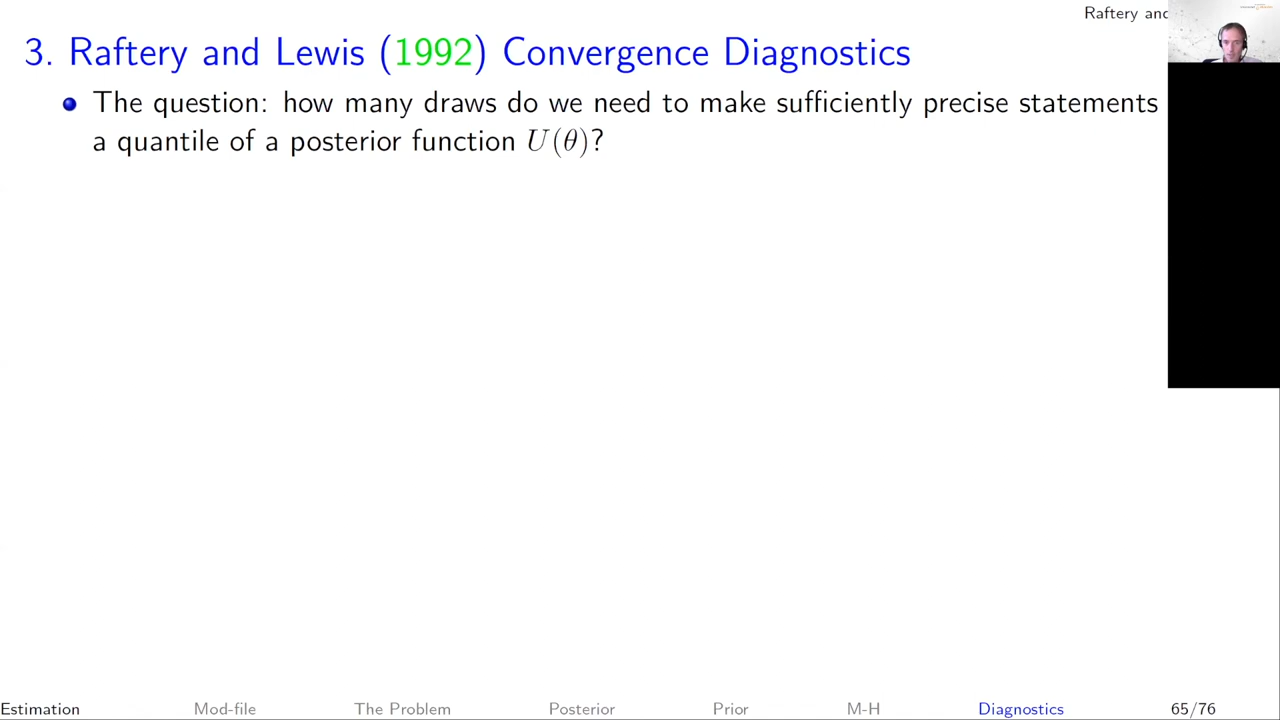 Raftery and
3. Raftery and Lewis (1992) Convergence Diagnostics
The question: how many draws do we need to make sufficiently precise statements
a quantile of a posterior function U(θ)?
Estimation Mod-file The Problem Posterior Prior M-H Diagnostics 65/76